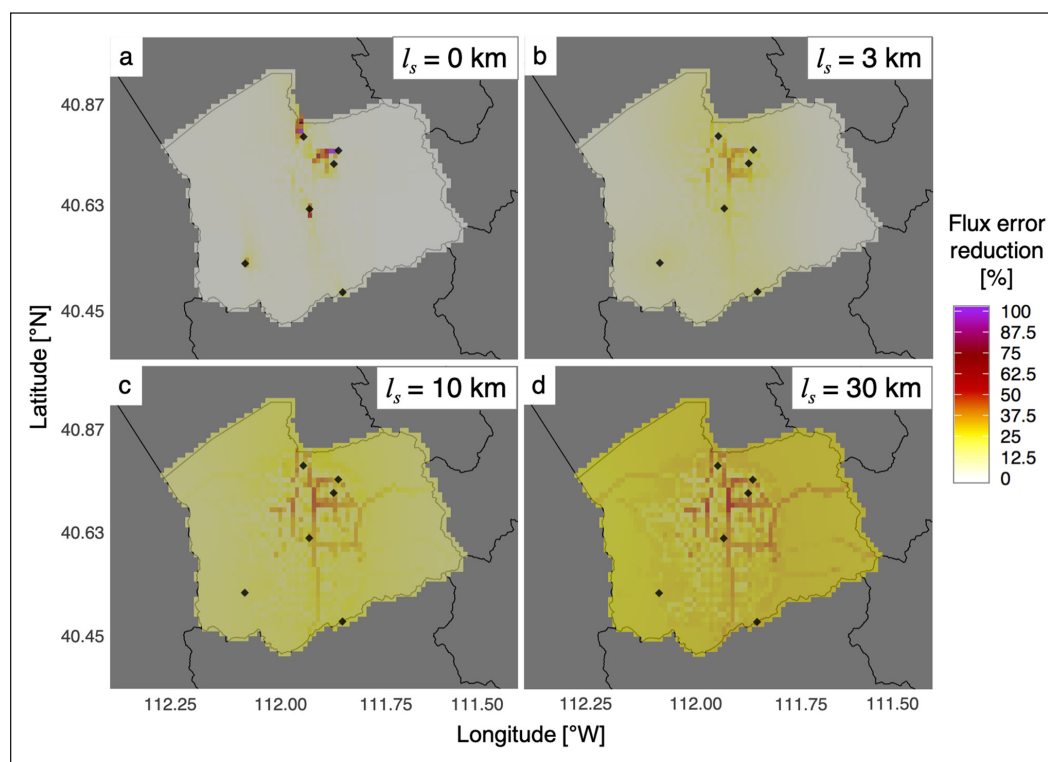 a
l_s = 0 km
b
l_s = 3 km
40.87
40.63
40.45
Latitude [°N]
Flux error
reduction
[%]
100
87.5
75
62.5
50
37.5
25
12.5
0
c
l_s = 10 km
d
l_s = 30 km
40.87
40.63
40.45
112.25
112.00
111.75
111.50
112.25
112.00
111.75
111.50
Longitude [°W]